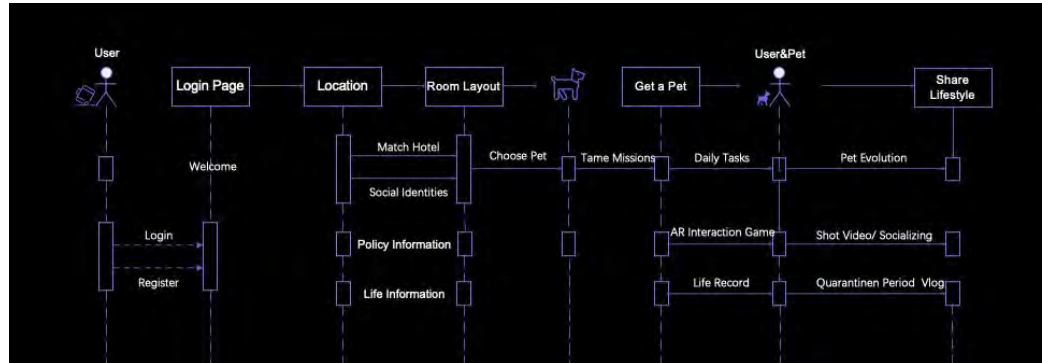 User
User&Pet
Login Page
Location
Room Layout
Get a Pet
Share
Lifestyle
Match Hotel
Choose Pet
Tame Missions
Daily Tasks
Pet Evolution
Welcome
Social Identities
Login
Policy Information
AR Interaction Game
Shot Video/ Socializing
Register
Life Information
Life Record
Quarantinen Period Vlog